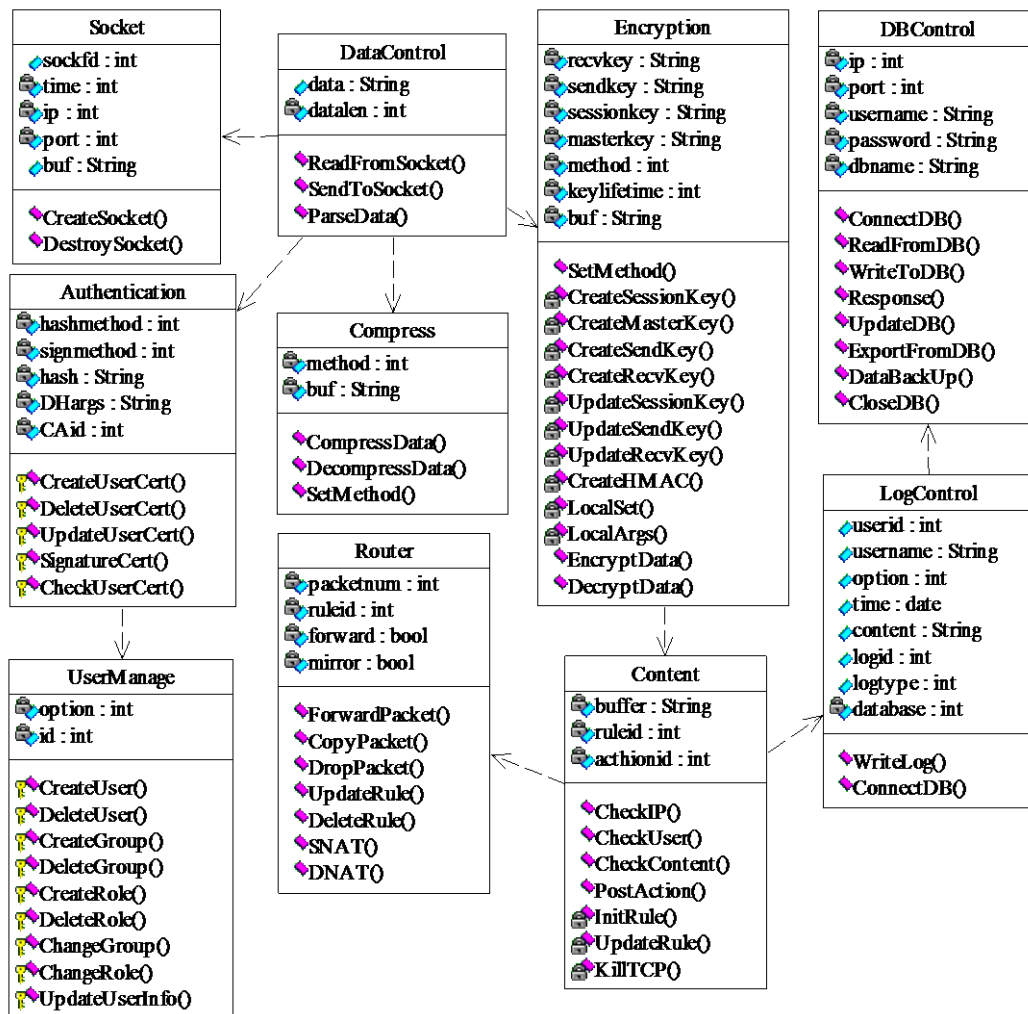 Socket
sockfd : int
time : int
ip : int
port : int
buf : String
CreateSocket()
DestroySocket()
DataControl
data : String
datalen : int
ReadFromSocket()
SendToSocket()
ParseData()
Encryption
recvkey : String
sendkey : String
sessionkey : String
masterkey : String
method : int
keylifetime : int
buf : String
SetMethod()
CreateSessionKey()
CreateMasterKey()
CreateSendKey()
CreateRecvKey()
UpdateSessionKey()
UpdateSendKey()
UpdateRecvKey()
CreateHMAC()
LocalSet()
LocalArgs()
EncryptData()
DecryptData()
DBControl
ip : int
port : int
username : String
password : String
dbname : String
ConnectDB()
ReadFromDB()
WriteToDB()
Response()
UpdateDB()
ExportFromDB()
DataBackUp()
CloseDB()
Authentication
hashmethod : int
signmethod : int
hash : String
DHargs : String
CAid : int
CreateUserCert()
DeleteUserCert()
UpdateUserCert()
SignatureCert()
CheckUserCert()
Compress
method : int
buf : String
CompressData()
DecompressData()
SetMethod()
LogControl
userid : int
username : String
option : int
time : date
content : String
logid : int
logtype : int
database : int
WriteLog()
ConnectDB()
Router
packetnum : int
ruleid : int
forward : bool
mirror : bool
ForwardPacket()
CopyPacket()
DropPacket()
UpdateRule()
DeleteRule()
SNAT()
DNAT()
UserManage
option : int
id : int
CreateUser()
DeleteUser()
CreateGroup()
DeleteGroup()
CreateRole()
DeleteRole()
ChangeGroup()
ChangeRole()
UpdateUserInfo()
Content
buffer : String
ruleid : int
acthionid : int
CheckIP()
CheckUser()
CheckContent()
PostAction()
InitRule()
UpdateRule()
KillTCP()